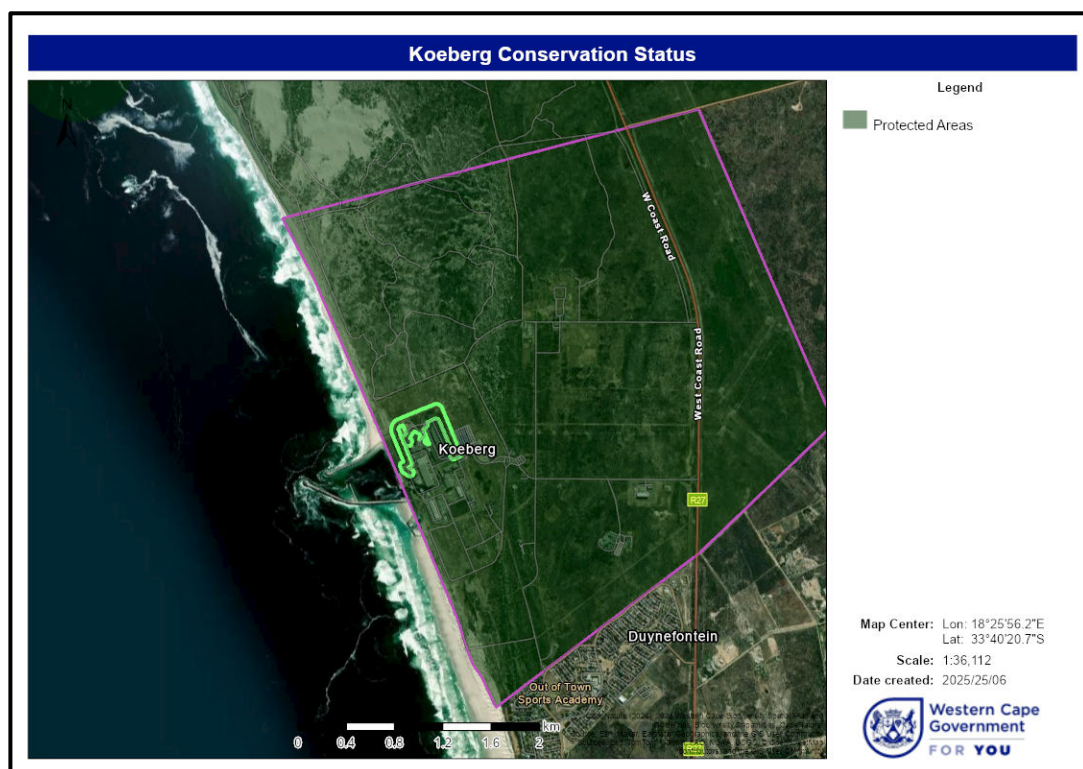 Koeberg Conservation Status
Legend
Protected Areas
N
W Coast Road
West Coast Road
Koeberg
R27
Duynefontein
Out of Town
Sports Academy
km
0 0.4 0.8 1.2 1.6 2
Map Center: Lon: 18°25'56.2"E
Lat: 33°40'20.7"S
Scale: 1:36,112
Date created: 2025/25/06
Western Cape
Government
FOR YOU